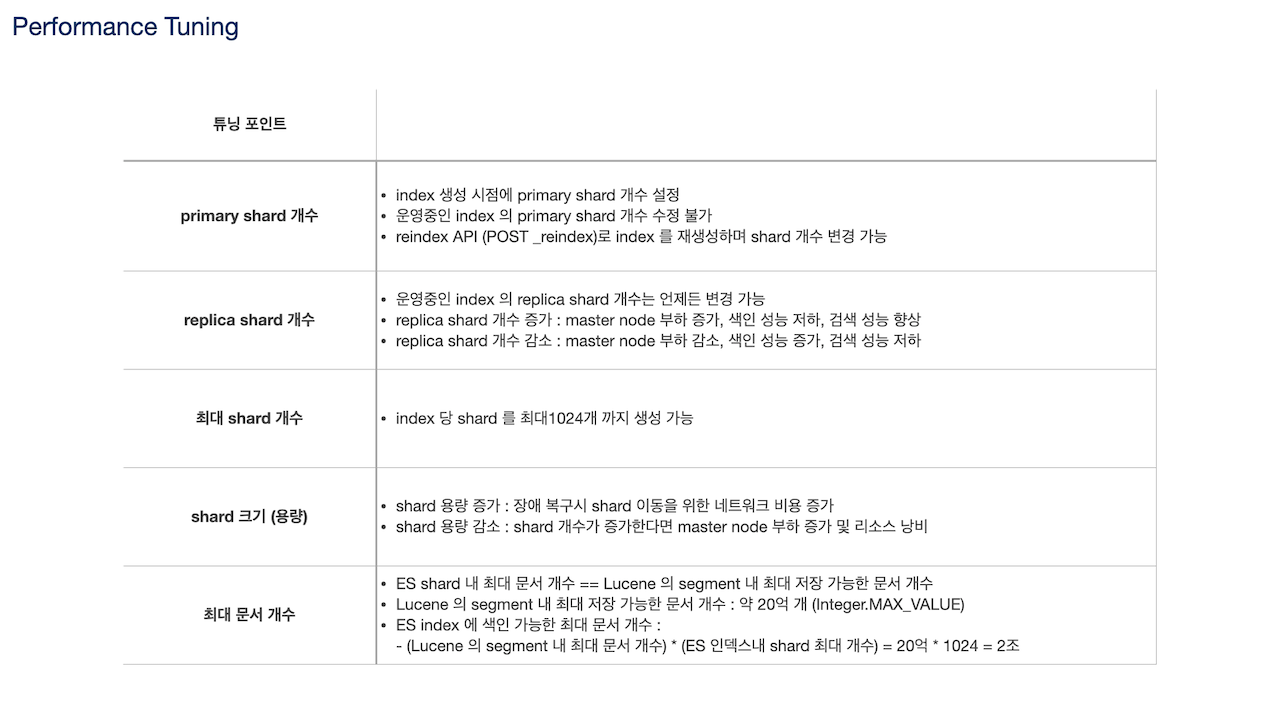 Performance Tuning
튜닝 포인트
primary shard 개수
• index 생성 시점에 primary shard 개수 설정
• 운영중인 index 의 primary shard 개수 수정 불가
• reindex API (POST _reindex)로 index 를 재생성하며 shard 개수 변경 가능
replica shard 개수
• 운영중인 index 의 replica shard 개수는 언제든 변경 가능
• replica shard 개수 증가 : master node 부하 증가, 색인 성능 저하, 검색 성능 향상
• replica shard 개수 감소 : master node 부하 감소, 색인 성능 증가, 검색 성능 저하
최대 shard 개수
• index 당 shard 를 최대1024개 까지 생성 가능
shard 크기 (용량)
• shard 용량 증가 : 장애 복구시 shard 이동을 위한 네트워크 비용 증가
• shard 용량 감소 : shard 개수가 증가한다면 master node 부하 증가 및 리소스 낭비
최대 문서 개수
• ES shard 내 최대 문서 개수 == Lucene 의 segment 내 최대 저장 가능한 문서 개수
• Lucene 의 segment 내 최대 저장 가능한 문서 개수 : 약 20억 개 (Integer.MAX_VALUE)
• ES index 에 색인 가능한 최대 문서 개수 :
- (Lucene 의 segment 내 최대 문서 개수) * (ES 인덱스내 shard 최대 개수) = 20억 * 1024 = 2조